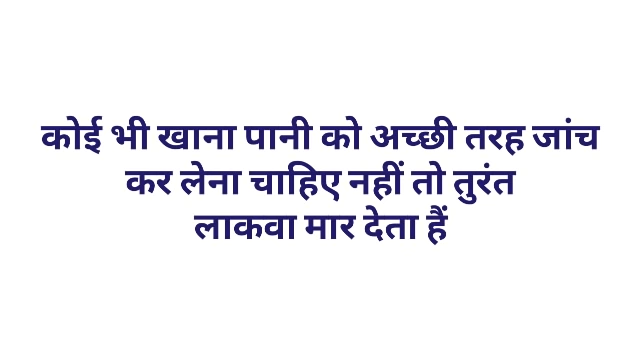 कोई भी खाना पानी को अच्छी तरह जांच
कर लेना चाहिए नहीं तो तुरंत
लाकवा मार देता हैं